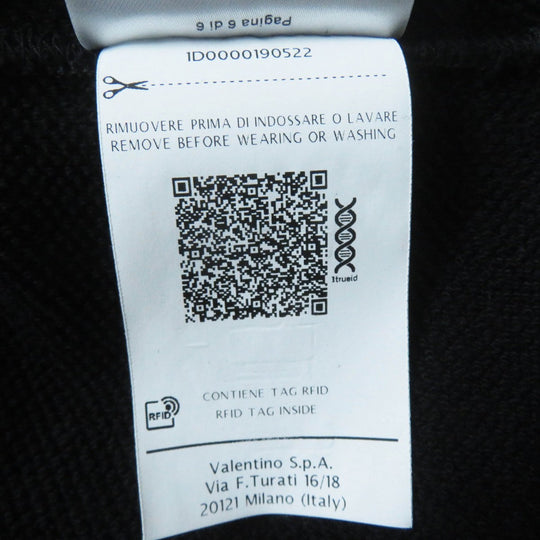 Pagina 6 di 6
1D0000190522
RIMUOVERE PRIMA DI INDOSSARE O LAVARE
REMOVE BEFORE WEARING OR WASHING
1trueid
CONTIENE TAG RFID
RFID TAG INSIDE
RFID
Valentino S.p.A.
Via F.Turati 16/18
20121 Milano (Italy)